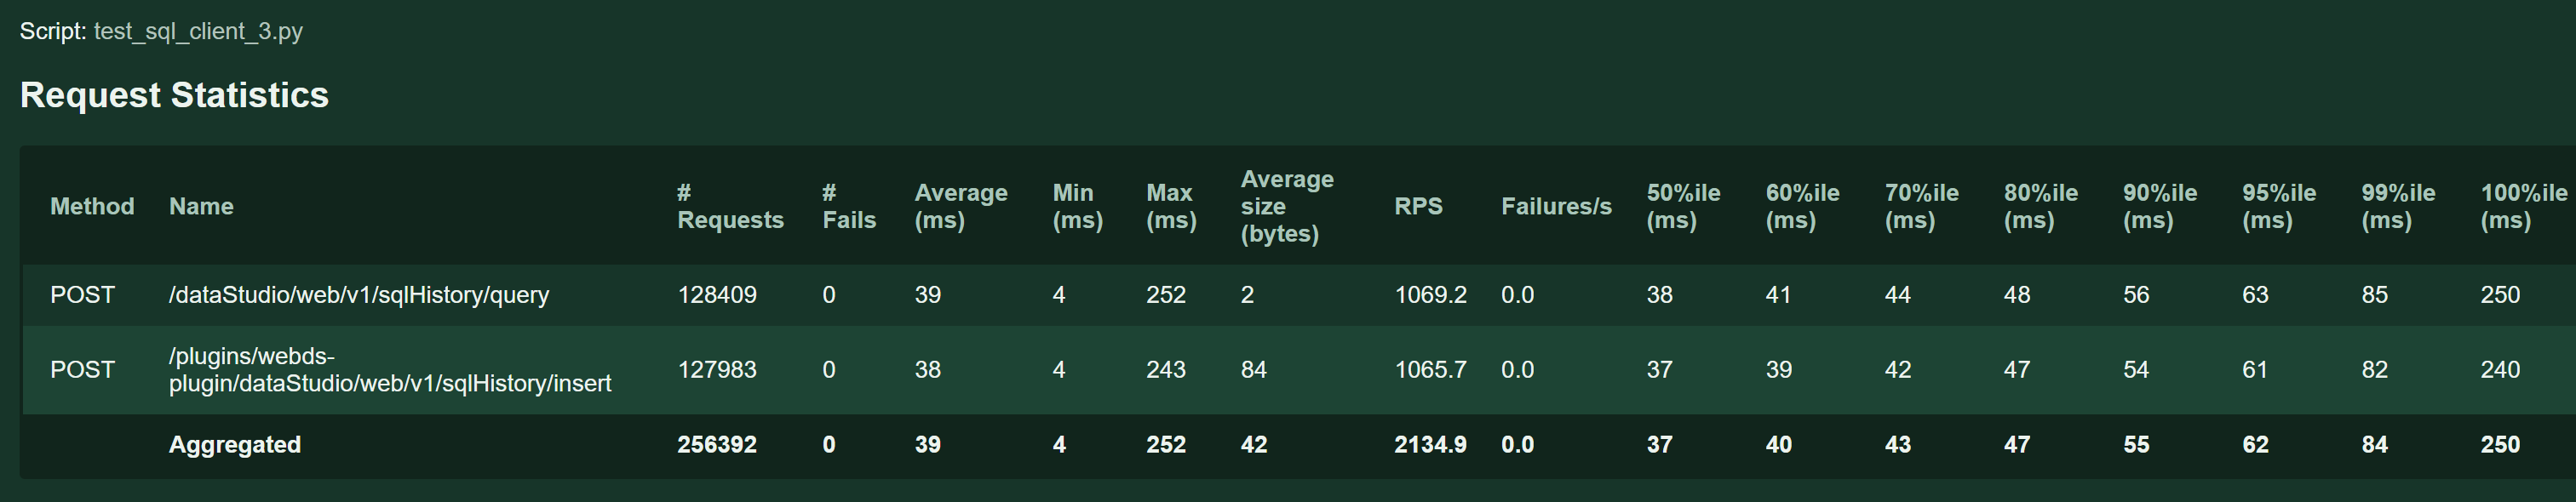 Script: test_sql_client_3.py
Request Statistics
Method Name # Requests # Fails Average (ms) Min (ms) Max (ms) Average size (bytes) RPS Failures/s 50%ile (ms) 60%ile (ms) 70%ile (ms) 80%ile (ms) 90%ile (ms) 95%ile (ms) 99%ile (ms) 100%ile (ms)
POST /dataStudio/web/v1/sqlHistory/query 128409 0 39 4 252 2 1069.2 0.0 38 41 44 48 56 63 85 250
POST /plugins/webds-plugin/dataStudio/web/v1/sqlHistory/insert 127983 0 38 4 243 84 1065.7 0.0 37 39 42 47 54 61 82 240
Aggregated 256392 0 39 4 252 42 2134.9 0.0 37 40 43 47 55 62 84 250